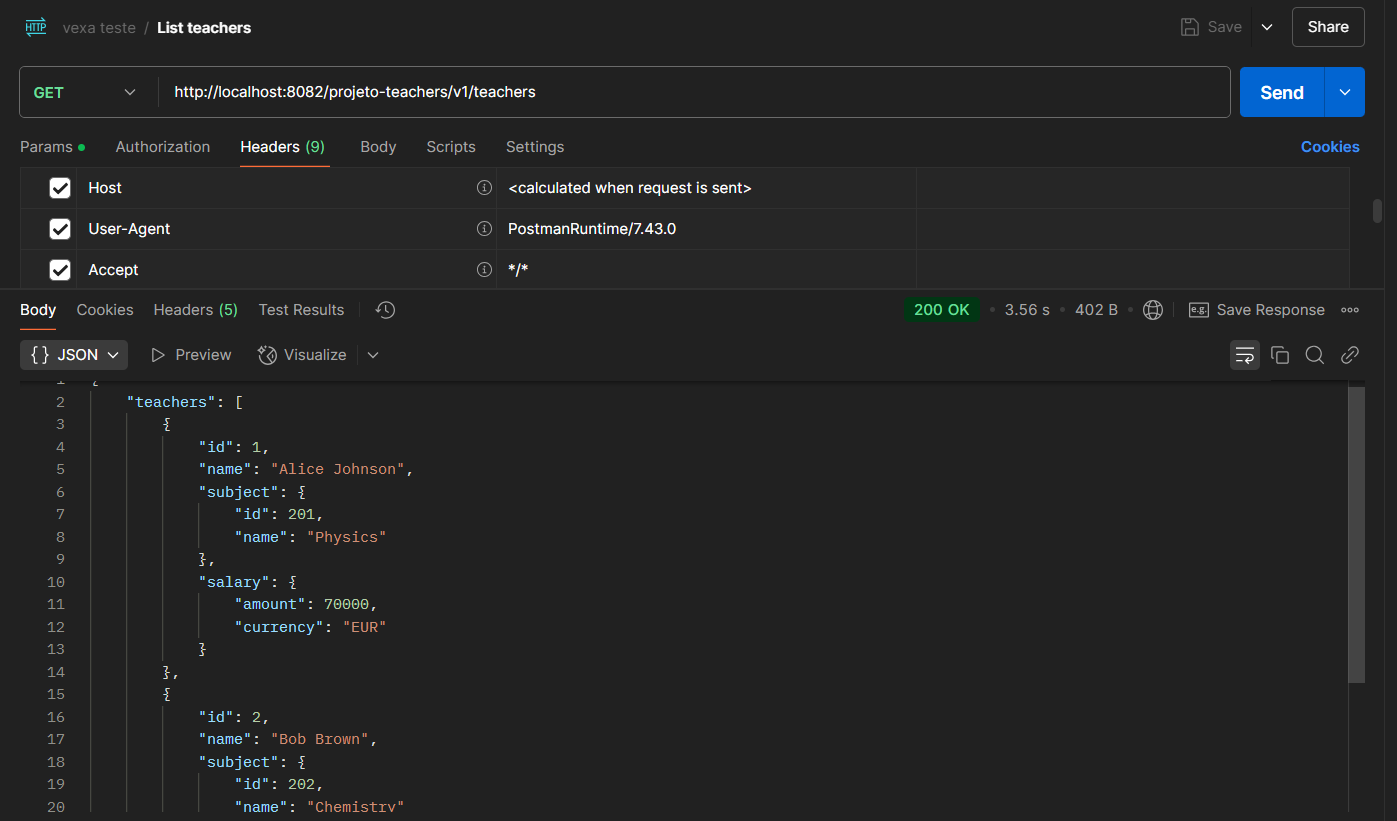 HTTP vexa teste / List teachers Save Share
GET http://localhost:8082/projeto-teachers/v1/teachers Send
Params Authorization Headers (9) Body Scripts Settings Cookies
Host <calculated when request is sent>
User-Agent PostmanRuntime/7.43.0
Accept */*
Body Cookies Headers (5) Test Results 200 OK • 3.56 s • 402 B • e.g. Save Response
{} JSON Preview Visualize
1 {
2 "teachers": [
3 {
4 "id": 1,
5 "name": "Alice Johnson",
6 "subject": {
7 "id": 201,
8 "name": "Physics"
9 },
10 "salary": {
11 "amount": 70000,
12 "currency": "EUR"
13 }
14 },
15 {
16 "id": 2,
17 "name": "Bob Brown",
18 "subject": {
19 "id": 202,
20 "name": "Chemistry"